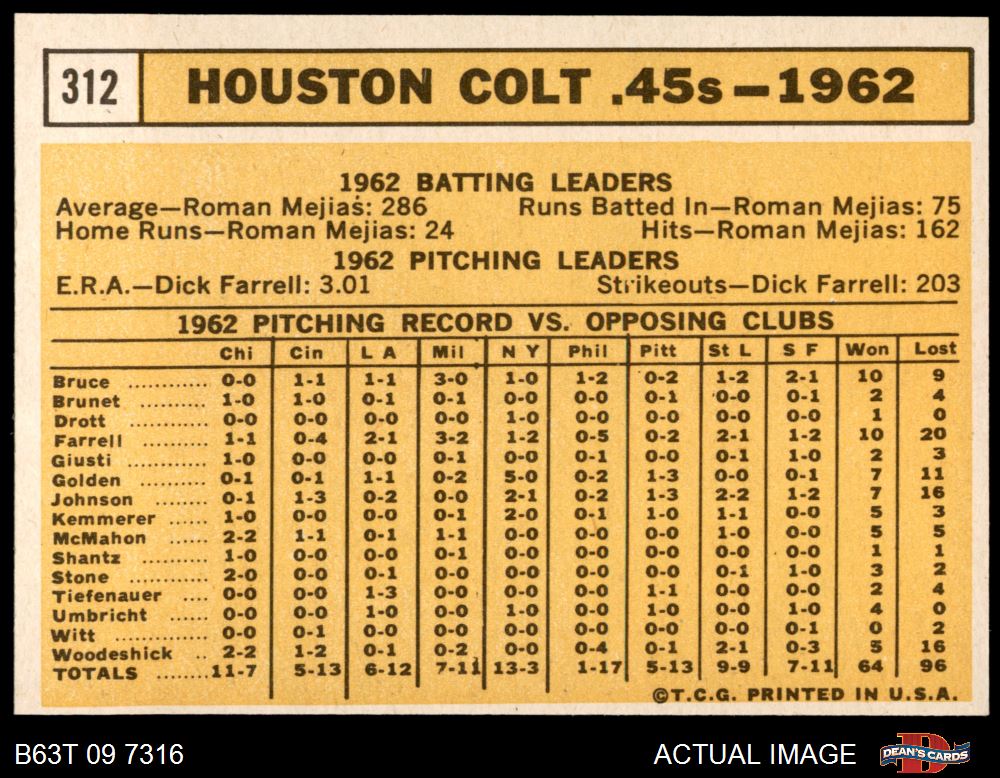 312 HOUSTON COLT .45s—1962
1962 BATTING LEADERS
Average—Roman Mejias: 286 Runs Batted In—Roman Mejias: 75
Home Runs—Roman Mejias: 24 Hits—Roman Mejias: 162
1962 PITCHING LEADERS
E.R.A.—Dick Farrell: 3.01 Strikeouts—Dick Farrell: 203
1962 PITCHING RECORD VS. OPPOSING CLUBS
Chi Cin L A Mil N Y Phil Pitt St L S F Won Lost
Bruce ............ 0-0 1-1 1-1 3-0 1-0 1-2 0-2 1-2 2-1 10 9
Brunet .......... 1-0 1-0 0-1 0-1 0-0 0-0 0-1 0-0 0-1 2 4
Drott ............ 0-0 0-0 0-0 0-0 1-0 0-0 0-0 0-0 0-0 1 0
Farrell .......... 1-1 0-4 2-1 3-2 1-2 0-5 0-2 2-1 1-2 10 20
Giusti ............ 1-0 0-0 0-0 0-1 0-0 0-1 0-0 0-1 1-0 2 3
Golden .......... 0-1 0-1 1-1 0-2 5-0 0-2 1-3 0-0 0-1 7 11
Johnson ........ 0-1 1-3 0-2 0-0 2-1 0-2 1-3 2-2 1-2 7 16
Kemmerer ...... 1-0 0-0 0-0 0-1 2-0 0-1 1-0 1-1 0-0 5 3
McMahon ...... 2-2 1-1 0-1 1-1 0-0 0-0 0-0 1-0 0-0 5 5
Shantz .......... 1-0 0-0 0-0 0-1 0-0 0-0 0-0 0-0 0-0 1 1
Stone ............ 2-0 0-0 0-1 0-0 0-0 0-0 0-0 0-1 1-0 3 2
Tiefenauer .... 0-0 0-0 1-3 0-0 0-0 0-0 1-1 0-0 0-0 2 4
Umbricht ...... 0-0 0-0 1-0 0-0 1-0 0-0 1-0 0-0 1-0 4 0
Witt .............. 0-0 0-1 0-0 0-0 0-0 0-0 0-0 0-0 0-1 0 2
Woodeshick .. 2-2 1-2 0-1 0-2 0-0 0-4 0-1 2-1 0-3 5 16
TOTALS ........ 11-7 5-13 6-12 7-11 13-3 1-17 5-13 9-9 7-11 64 96
©T.C.G. PRINTED IN U.S.A.
B63T 09 7316 ACTUAL IMAGE DEAN'S CARDS